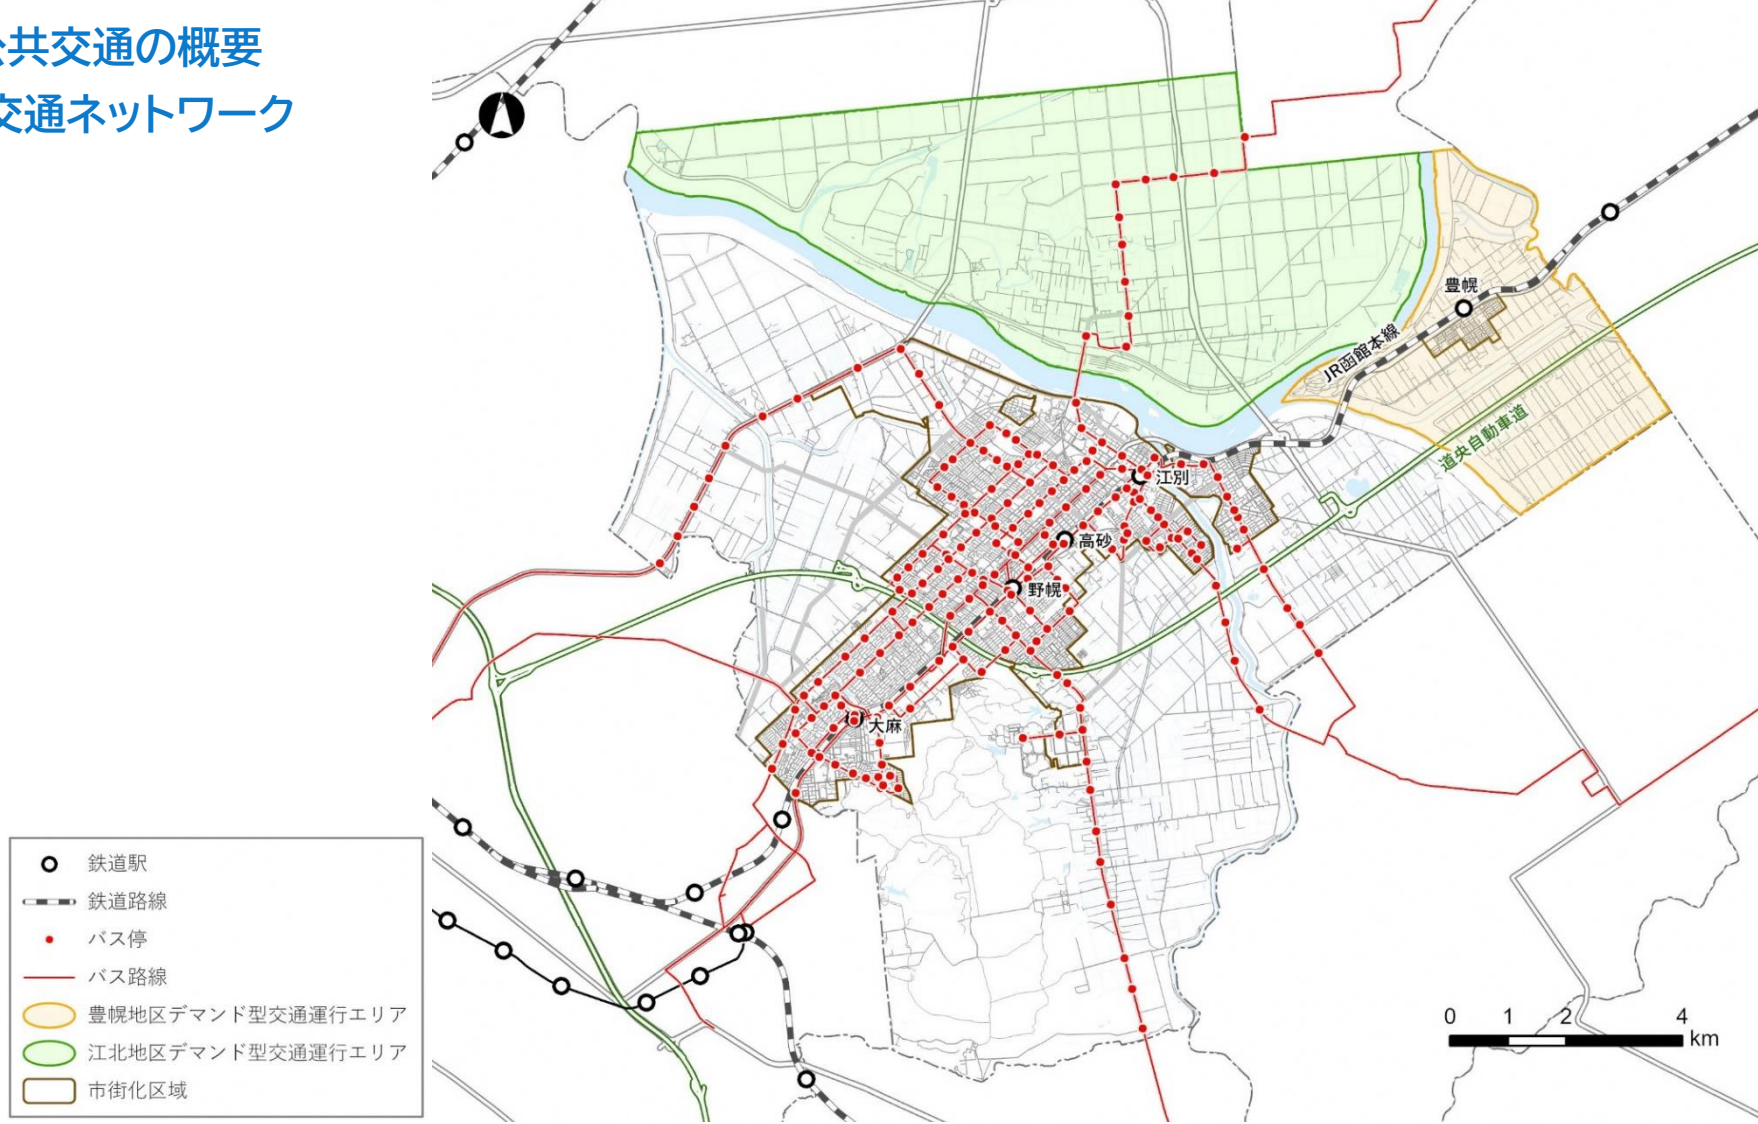 共交通の概要
交通ネットワーク
豊幌
JR函館本線
道央自動車道
江別
高砂
野幌
大麻
鉄道駅
鉄道路線
バス停
バス路線
豊幌地区デマンド型交通運行エリア
江北地区デマンド型交通運行エリア
市街化区域
0 1 2 4
km